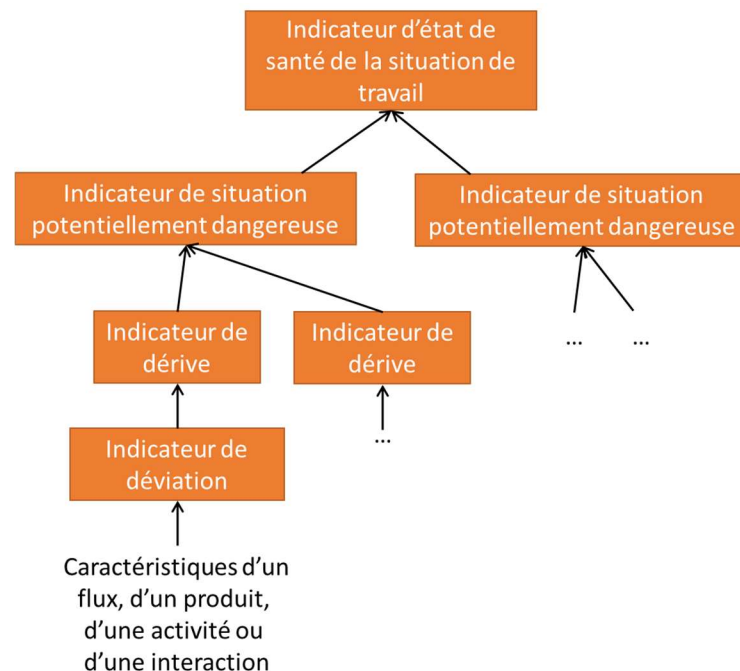 Indicateur d'état de
santé de la situation de
travail
Indicateur de situation
potentiellement dangereuse
Indicateur de situation
potentiellement dangereuse
Indicateur de
dérive
Indicateur de
dérive
...
...
...
Indicateur de
déviation
Caractéristiques d'un
flux, d'un produit,
d'une activité ou
d'une interaction